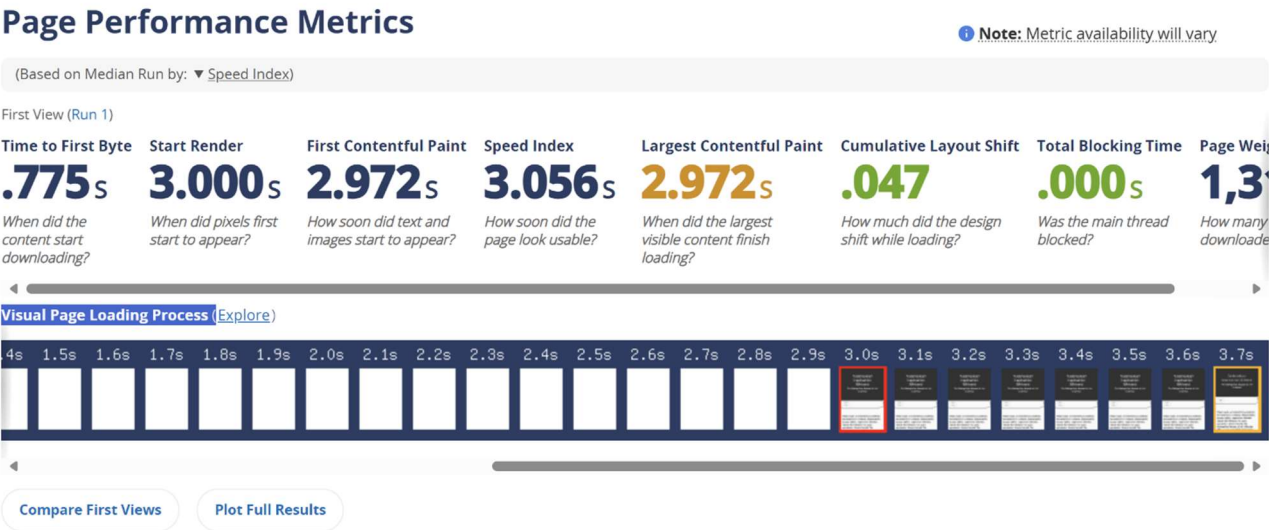 Page Performance Metrics
Note: Metric availability will vary
(Based on Median Run by: ▼ Speed Index)
First View (Run 1)
Time to First Byte Start Render First Contentful Paint Speed Index Largest Contentful Paint Cumulative Layout Shift Total Blocking Time Page Weig
.775s 3.000s 2.972s 3.056s 2.972s .047 .000s 1,3
When did the When did pixels first How soon did text and How soon did the When did the largest How much did the design Was the main thread How many
content start start to appear? images start to appear? page look usable? visible content finish shift while loading? blocked? downloade
downloading? loading?
Visual Page Loading Process (Explore)
.4s 1.5s 1.6s 1.7s 1.8s 1.9s 2.0s 2.1s 2.2s 2.3s 2.4s 2.5s 2.6s 2.7s 2.8s 2.9s 3.0s 3.1s 3.2s 3.3s 3.4s 3.5s 3.6s 3.7s
Compare First Views Plot Full Results